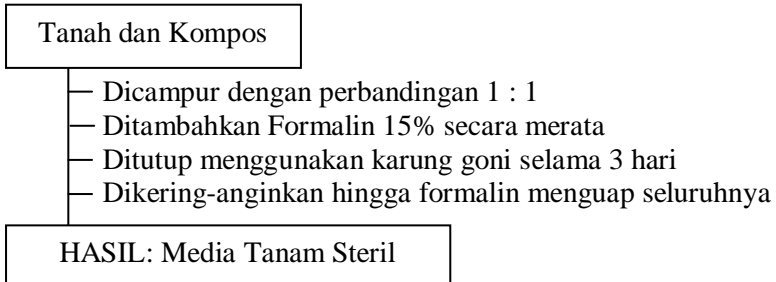 Tanah dan Kompos
Dicampur dengan perbandingan 1 : 1
Ditambahkan Formalin 15% secara merata
Ditutup menggunakan karung goni selama 3 hari
Dikering-anginkan hingga formalin menguap seluruhnya
HASIL: Media Tanam Steril